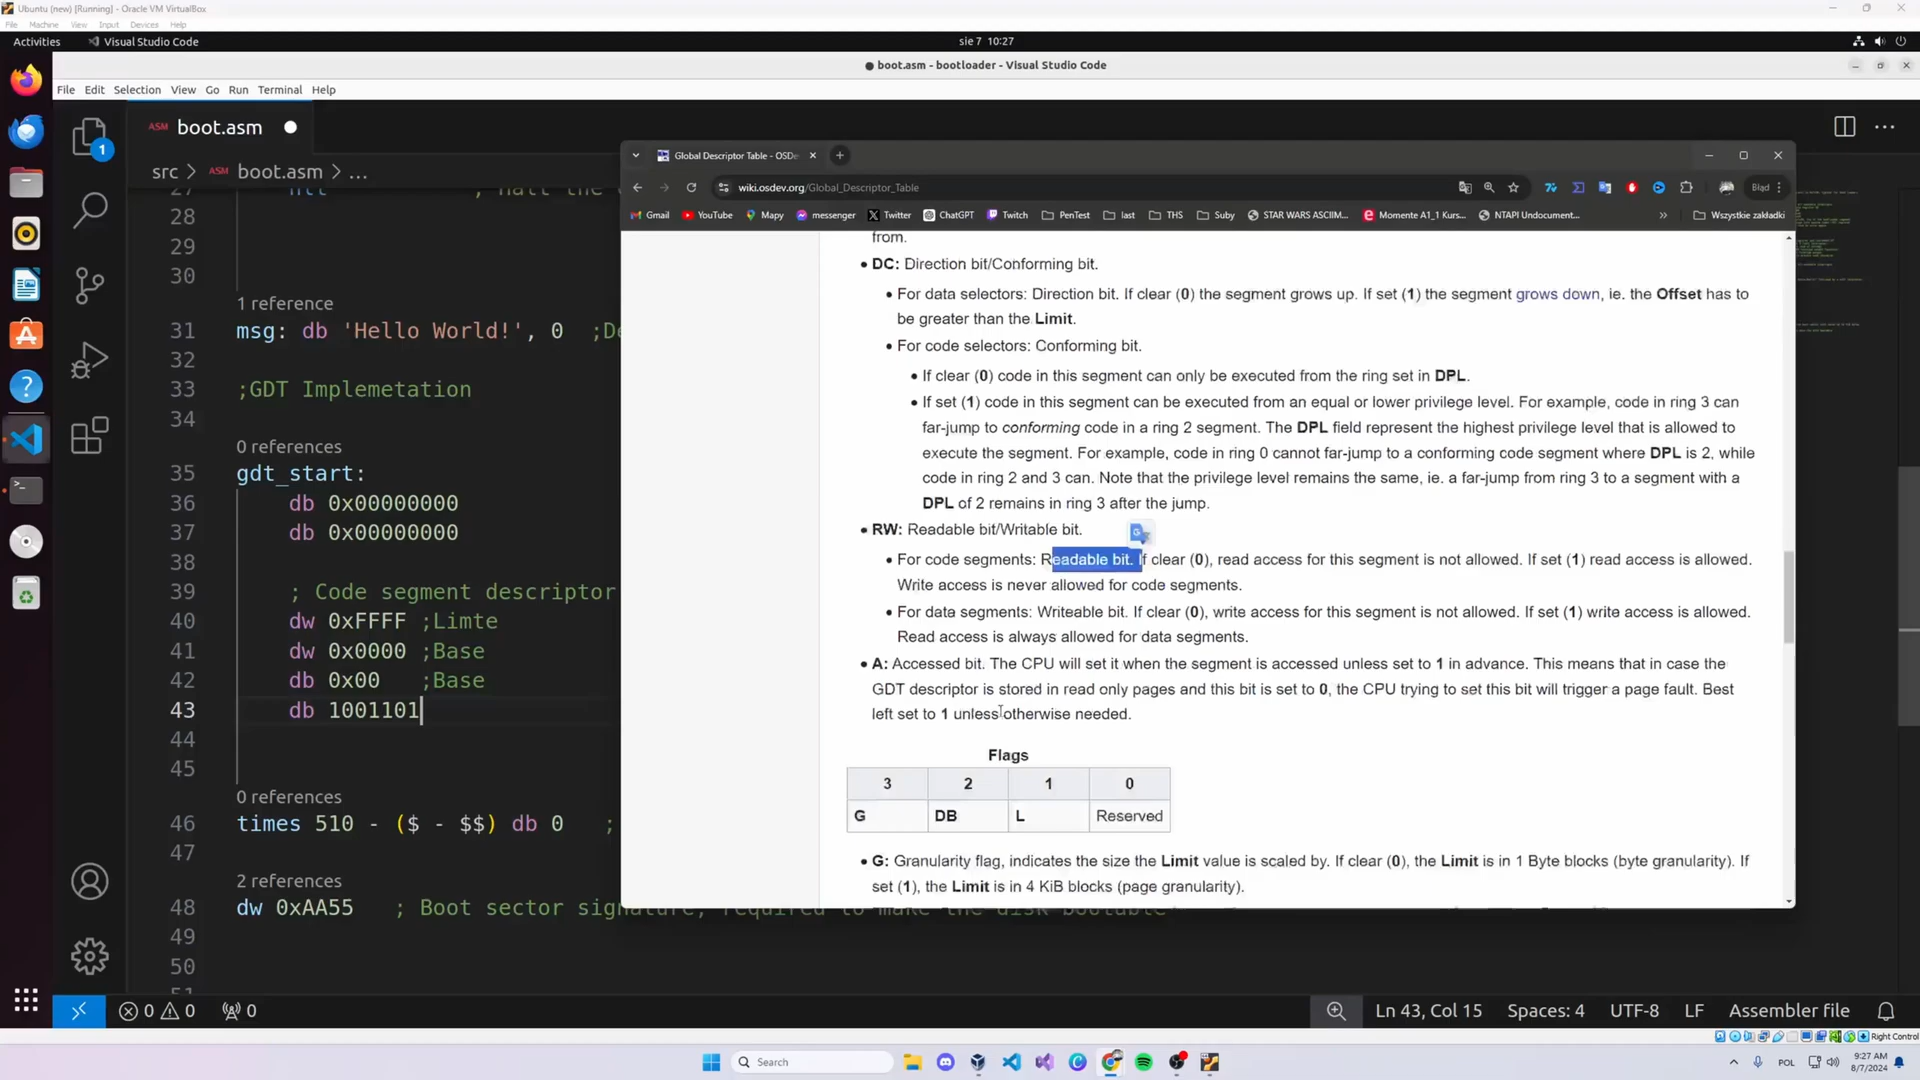 Ubuntu (new) [Running] - Oracle VM VirtualBox
File Machine View Input Devices Help
Activities Visual Studio Code sie 7 10:27
● boot.asm - bootloader - Visual Studio Code
File Edit Selection View Go Run Terminal Help
1
ASM boot.asm
src > ASM boot.asm > ...
28
29
30
1 reference
31 msg: db 'Hello World!', 0 ;De
32
33 ;GDT Implemetation
34
0 references
35 gdt_start:
36 db 0x00000000
37 db 0x00000000
38
39 ; Code segment descriptor
40 dw 0xFFFF ;Limte
41 dw 0x0000 ;Base
42 db 0x00 ;Base
43 db 1001101
44
45
0 references
46 times 510 - ($ - $$) db 0 ;
47
2 references
48 dw 0xAA55 ; Boot sector signature, required to make the disk bootable
49
50
Global Descriptor Table - OSDe
wiki.osdev.org/Global_Descriptor_Table
Błąd
Gmail YouTube Mapy messenger Twitter ChatGPT Twitch PenTest last THS Suby STAR WARS ASCIIM... Momente A1_1 Kurs... NTAPI Undocument... » Wszystkie zakładki
from.
• DC: Direction bit/Conforming bit.
• For data selectors: Direction bit. If clear (0) the segment grows up. If set (1) the segment grows down, ie. the Offset has to
be greater than the Limit.
• For code selectors: Conforming bit.
• If clear (0) code in this segment can only be executed from the ring set in DPL.
• If set (1) code in this segment can be executed from an equal or lower privilege level. For example, code in ring 3 can
far-jump to conforming code in a ring 2 segment. The DPL field represent the highest privilege level that is allowed to
execute the segment. For example, code in ring 0 cannot far-jump to a conforming code segment where DPL is 2, while
code in ring 2 and 3 can. Note that the privilege level remains the same, ie. a far-jump from ring 3 to a segment with a
DPL of 2 remains in ring 3 after the jump.
• RW: Readable bit/Writable bit.
• For code segments: Readable bit. If clear (0), read access for this segment is not allowed. If set (1) read access is allowed.
Write access is never allowed for code segments.
• For data segments: Writeable bit. If clear (0), write access for this segment is not allowed. If set (1) write access is allowed.
Read access is always allowed for data segments.
• A: Accessed bit. The CPU will set it when the segment is accessed unless set to 1 in advance. This means that in case the
GDT descriptor is stored in read only pages and this bit is set to 0, the CPU trying to set this bit will trigger a page fault. Best
left set to 1 unless otherwise needed.
Flags
3 2 1 0
G DB L Reserved
• G: Granularity flag, indicates the size the Limit value is scaled by. If clear (0), the Limit is in 1 Byte blocks (byte granularity). If
set (1), the Limit is in 4 KiB blocks (page granularity).
0 0 0 Ln 43, Col 15 Spaces: 4 UTF-8 LF Assembler file
Right Control
Search
POL
9:27 AM
8/7/2024